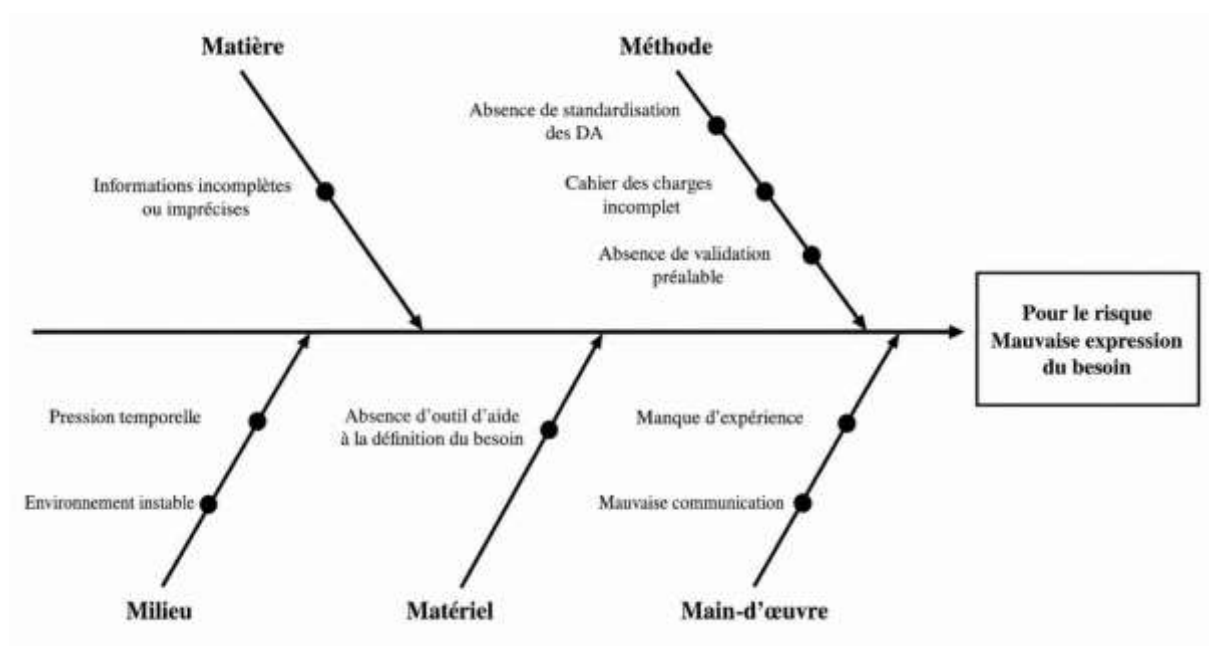 Matière
Méthode
Absence de standardisation
des DA
Informations incomplètes
ou imprécises
Cahier des charges
incomplet
Absence de validation
préalable
Pour le risque
Mauvaise expression
du besoin
Pression temporelle
Absence d'outil d'aide
à la définition du besoin
Manque d'expérience
Environnement instable
Mauvaise communication
Milieu
Matériel
Main-d'œuvre